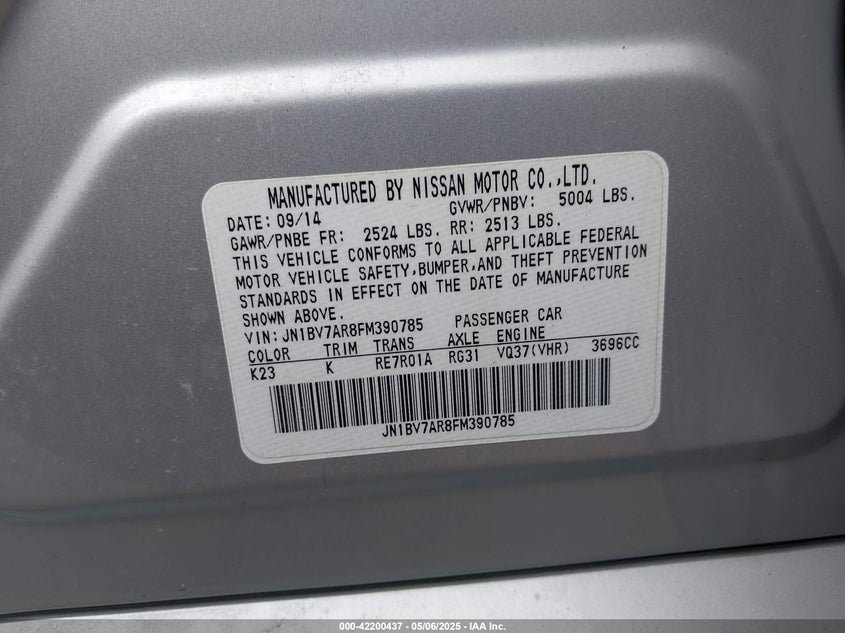 MANUFACTURED BY NISSAN MOTOR CO.,LTD.
DATE: 09/14 GVWR/PNBV: 5004 LBS.
GAWR/PNBE FR: 2524 LBS. RR: 2513 LBS.
THIS VEHICLE CONFORMS TO ALL APPLICABLE FEDERAL
MOTOR VEHICLE SAFETY,BUMPER,AND THEFT PREVENTION
STANDARDS IN EFFECT ON THE DATE OF MANUFACTURE
SHOWN ABOVE.
VIN: JN1BV7AR8FM390785 PASSENGER CAR
COLOR TRIM TRANS AXLE ENGINE
K23 K RE7R01A RG31 VQ37(VHR) 3696CC
JN1BV7AR8FM390785
000-42200437 - 05/06/2025 - IAA Inc.